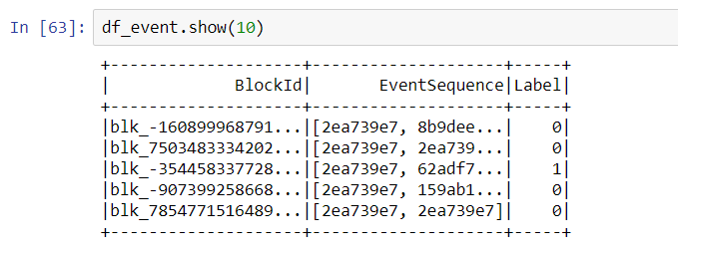 In [63]: df_event.show(10)
+--------------------+--------------------+-----+
|             BlockId|       EventSequence|Label|
+--------------------+--------------------+-----+
|blk_-160899968791...|[2ea739e7, 8b9dee...|    0|
|blk_7503483334202...|[2ea739e7, 2ea739...|    0|
|blk_-354458337728...|[2ea739e7, 62adf7...|    1|
|blk_-907399258668...|[2ea739e7, 159ab1...|    0|
|blk_7854771516489...|[2ea739e7, 2ea739e7]|    0|
+--------------------+--------------------+-----+